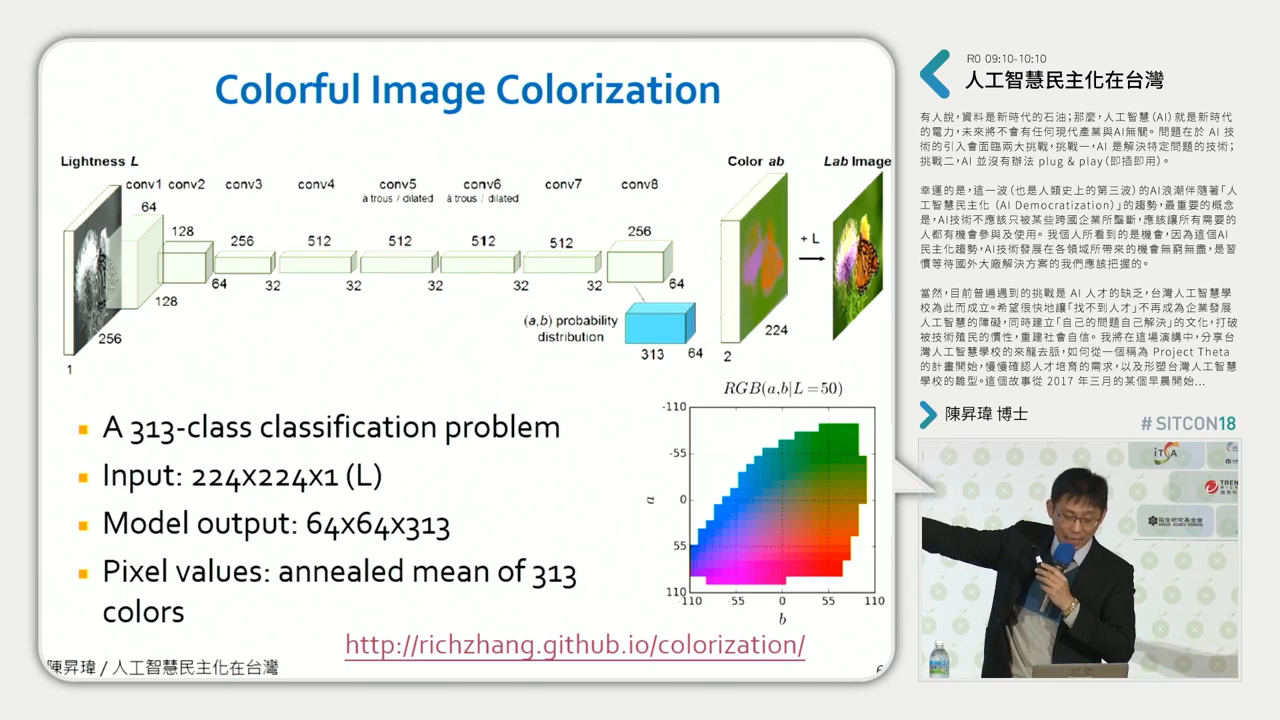 Colorful Image Colorization
Lightness L
Color ab
Lab Image
conv1 conv2 conv3 conv4 conv5 conv6 conv7 conv8
à trous / dilated à trous / dilated
64
128
256
512
512
512
512
256
+ L
128
64
32
32
32
32
64
256
(a,b) probability
distribution
224
313
64
2
1
RGB(a,b|L = 50)
-110
-55
0
55
110
a
-110 55 0 55 110
b
A 313-class classification problem
Input: 224x224x1 (L)
Model output: 64x64x313
Pixel values: annealed mean of 313
colors
http://richzhang.github.io/colorization/
陳昇瑋 / 人工智慧民主化在台灣
R0 09:10-10:10
人工智慧民主化在台灣
有人說，資料是新時代的石油；那麼，人工智慧（AI）就是新時代
的電力，未來將不會有任何現代產業與AI無關。問題在於 AI 技
術的引入會面臨兩大挑戰，挑戰一，AI 是解決特定問題的技術；
挑戰二，AI 並沒有辦法 plug & play（即插即用）。
幸運的是，這一波（也是人類史上的第三波）的AI浪潮伴隨著「人
工智慧民主化（AI Democratization）」的趨勢，最重要的概念
是，AI技術不應該只被某些跨國企業所壟斷，應該讓所有需要的
人都有機會參與及使用。我個人所看到的是機會，因為這個AI
民主化趨勢，AI技術發展在各領域所帶來的機會無窮無盡，是習
慣等待國外大廠解決方案的我們應該把握的。
當然，目前普遍遇到的挑戰是 AI 人才的缺乏，台灣人工智慧學
校為此而成立。希望很快地讓「找不到人才」不再成為企業發展
人工智慧的障礙，同時建立「自己的問題自己解決」的文化，打破
被技術殖民的慣性，重建社會自信。我將在這場演講中，分享台
灣人工智慧學校的來龍去脈，如何從一個稱為 Project Theta
的計畫開始，慢慢確認人才培育的需求，以及形塑台灣人工智慧
學校的雛型。這個故事從 2017 年三月的某個早晨開始...
陳昇瑋 博士
# SITCON18
iTSA
TREND